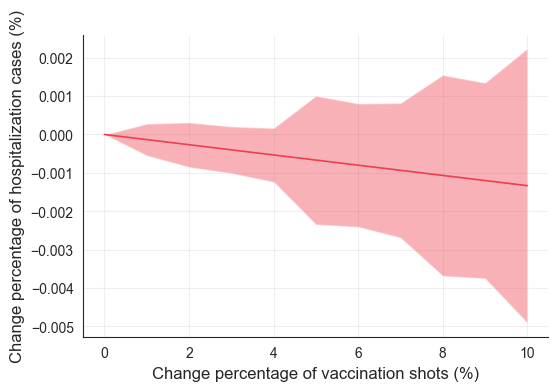 Change percentage of hospitalization cases (%)
0.002
0.001
0.000
−0.001
−0.002
−0.003
−0.004
−0.005
0 2 4 6 8 10
Change percentage of vaccination shots (%)